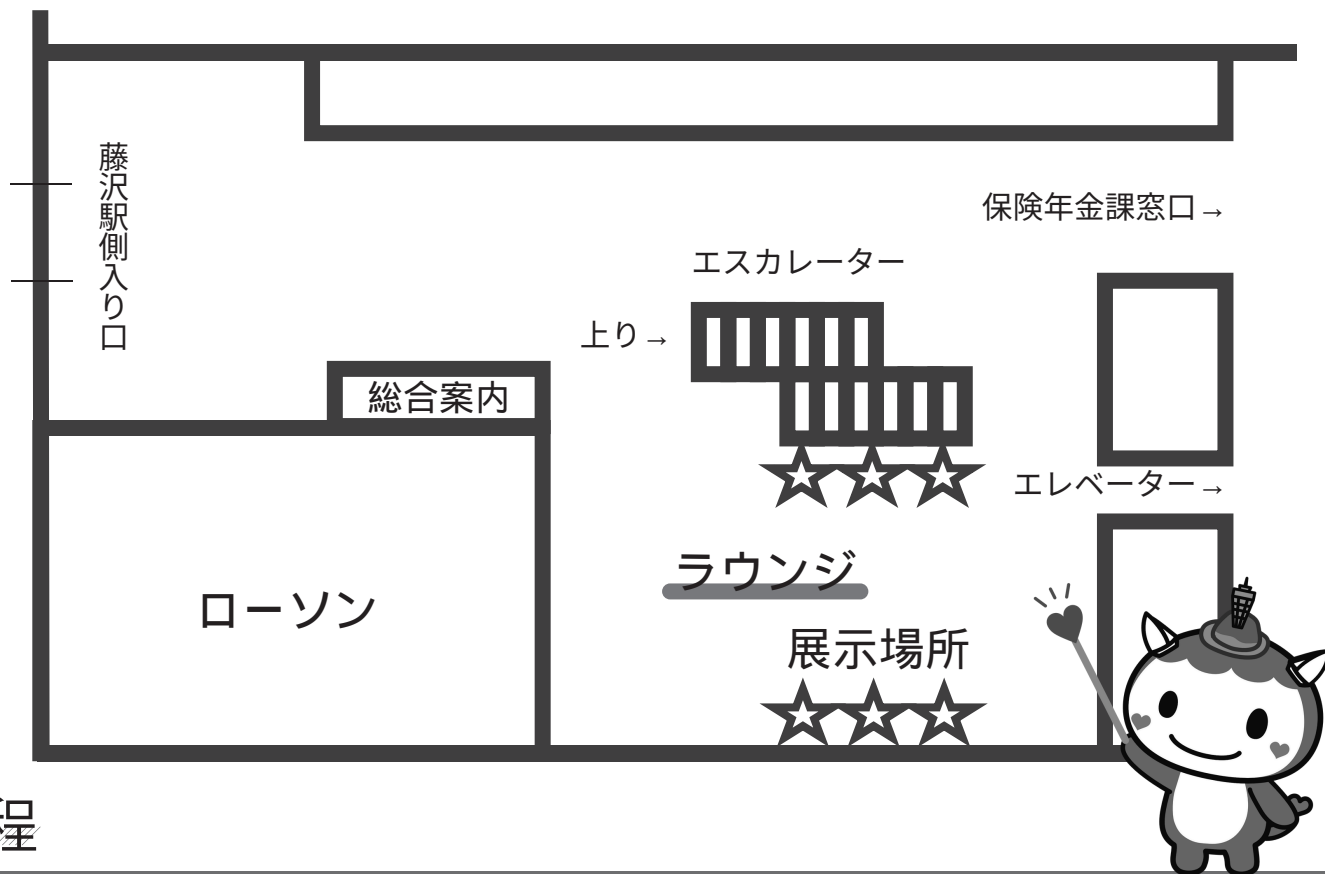 藤沢駅側入り口
保険年金課窓口→
エスカレーター
上り→
総合案内
エレベーター→
ラウンジ
ローソン
展示場所
程